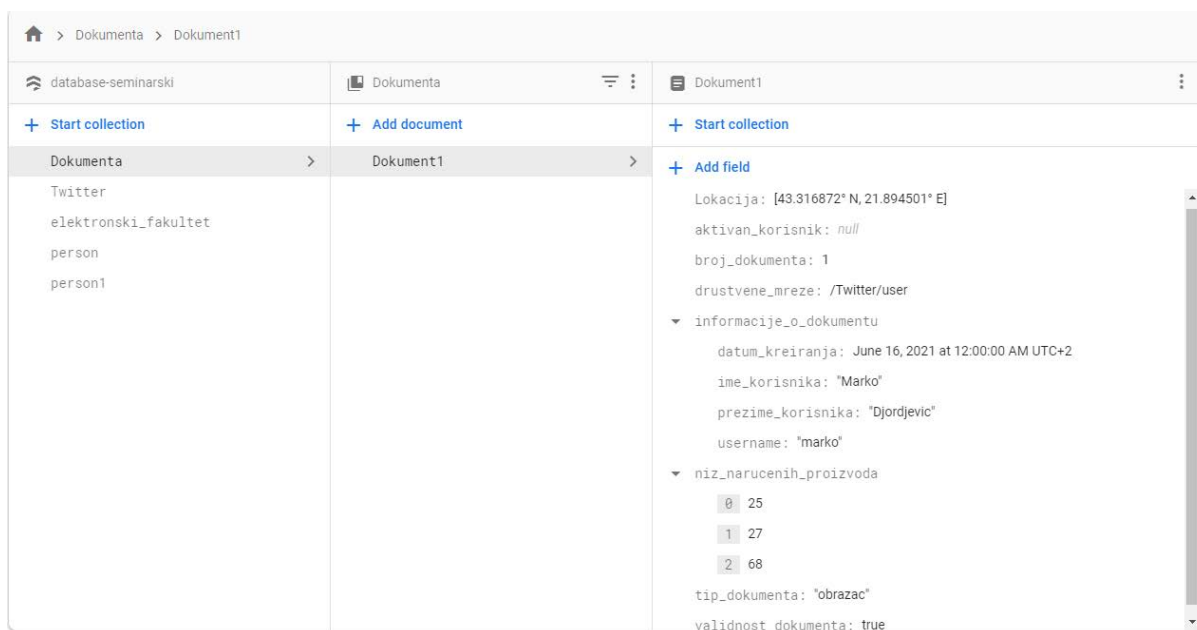 Dokumenta > Dokument1
database-seminarski
+ Start collection
Dokumenta >
Twitter
elektronski_fakultet
person
person1
Dokumenta
+ Add document
Dokument1 >
Dokument1
+ Start collection
+ Add field
Lokacija: [43.316872° N, 21.894501° E]
aktivan_korisnik: null
broj_dokumenta: 1
drustvene_mreze: /Twitter/user
informacije_o_dokumentu
datum_kreiranja: June 16, 2021 at 12:00:00 AM UTC+2
ime_korisnika: "Marko"
prezime_korisnika: "Djordjevic"
username: "marko"
niz_narucenih_proizvoda
0 25
1 27
2 68
tip_dokumenta: "obrazac"
validnost_dokumenta: true